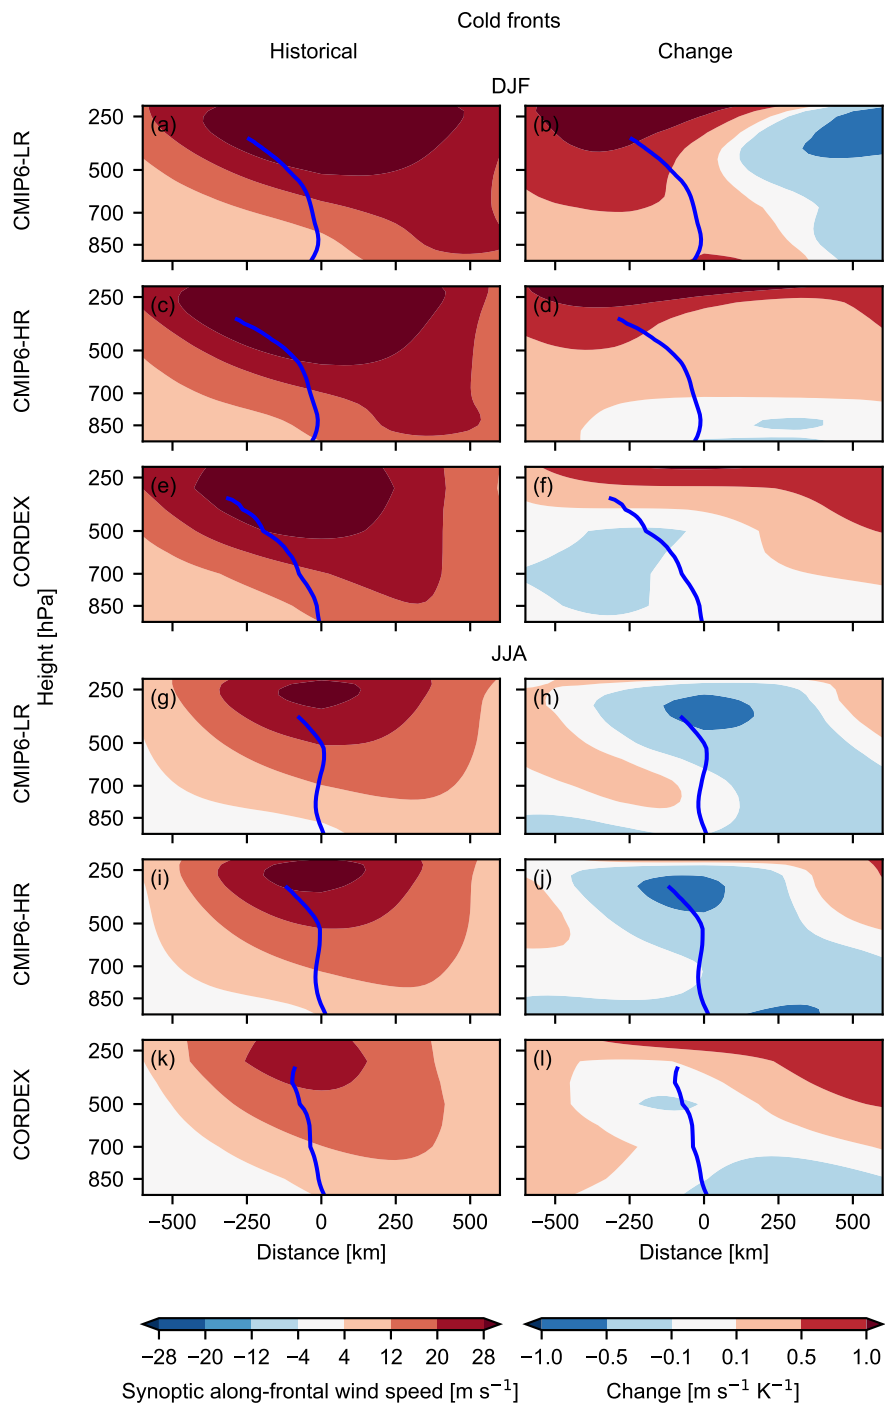 Cold fronts
Historical Change
DJF
CMIP6-LR
250
500
700
850
(a)
(b)
CMIP6-HR
250
500
700
850
(c)
(d)
CORDEX
250
500
700
850
(e)
(f)
Height [hPa]
JJA
CMIP6-LR
250
500
700
850
(g)
(h)
CMIP6-HR
250
500
700
850
(i)
(j)
CORDEX
250
500
700
850
(k)
(l)
−500 −250 0 250 500 −500 −250 0 250 500
Distance [km] Distance [km]
−28 −20 −12 −4 4 12 20 28 −1.0 −0.5 −0.1 0.1 0.5 1.0
Synoptic along-frontal wind speed [m s⁻¹] Change [m s⁻¹ K⁻¹]